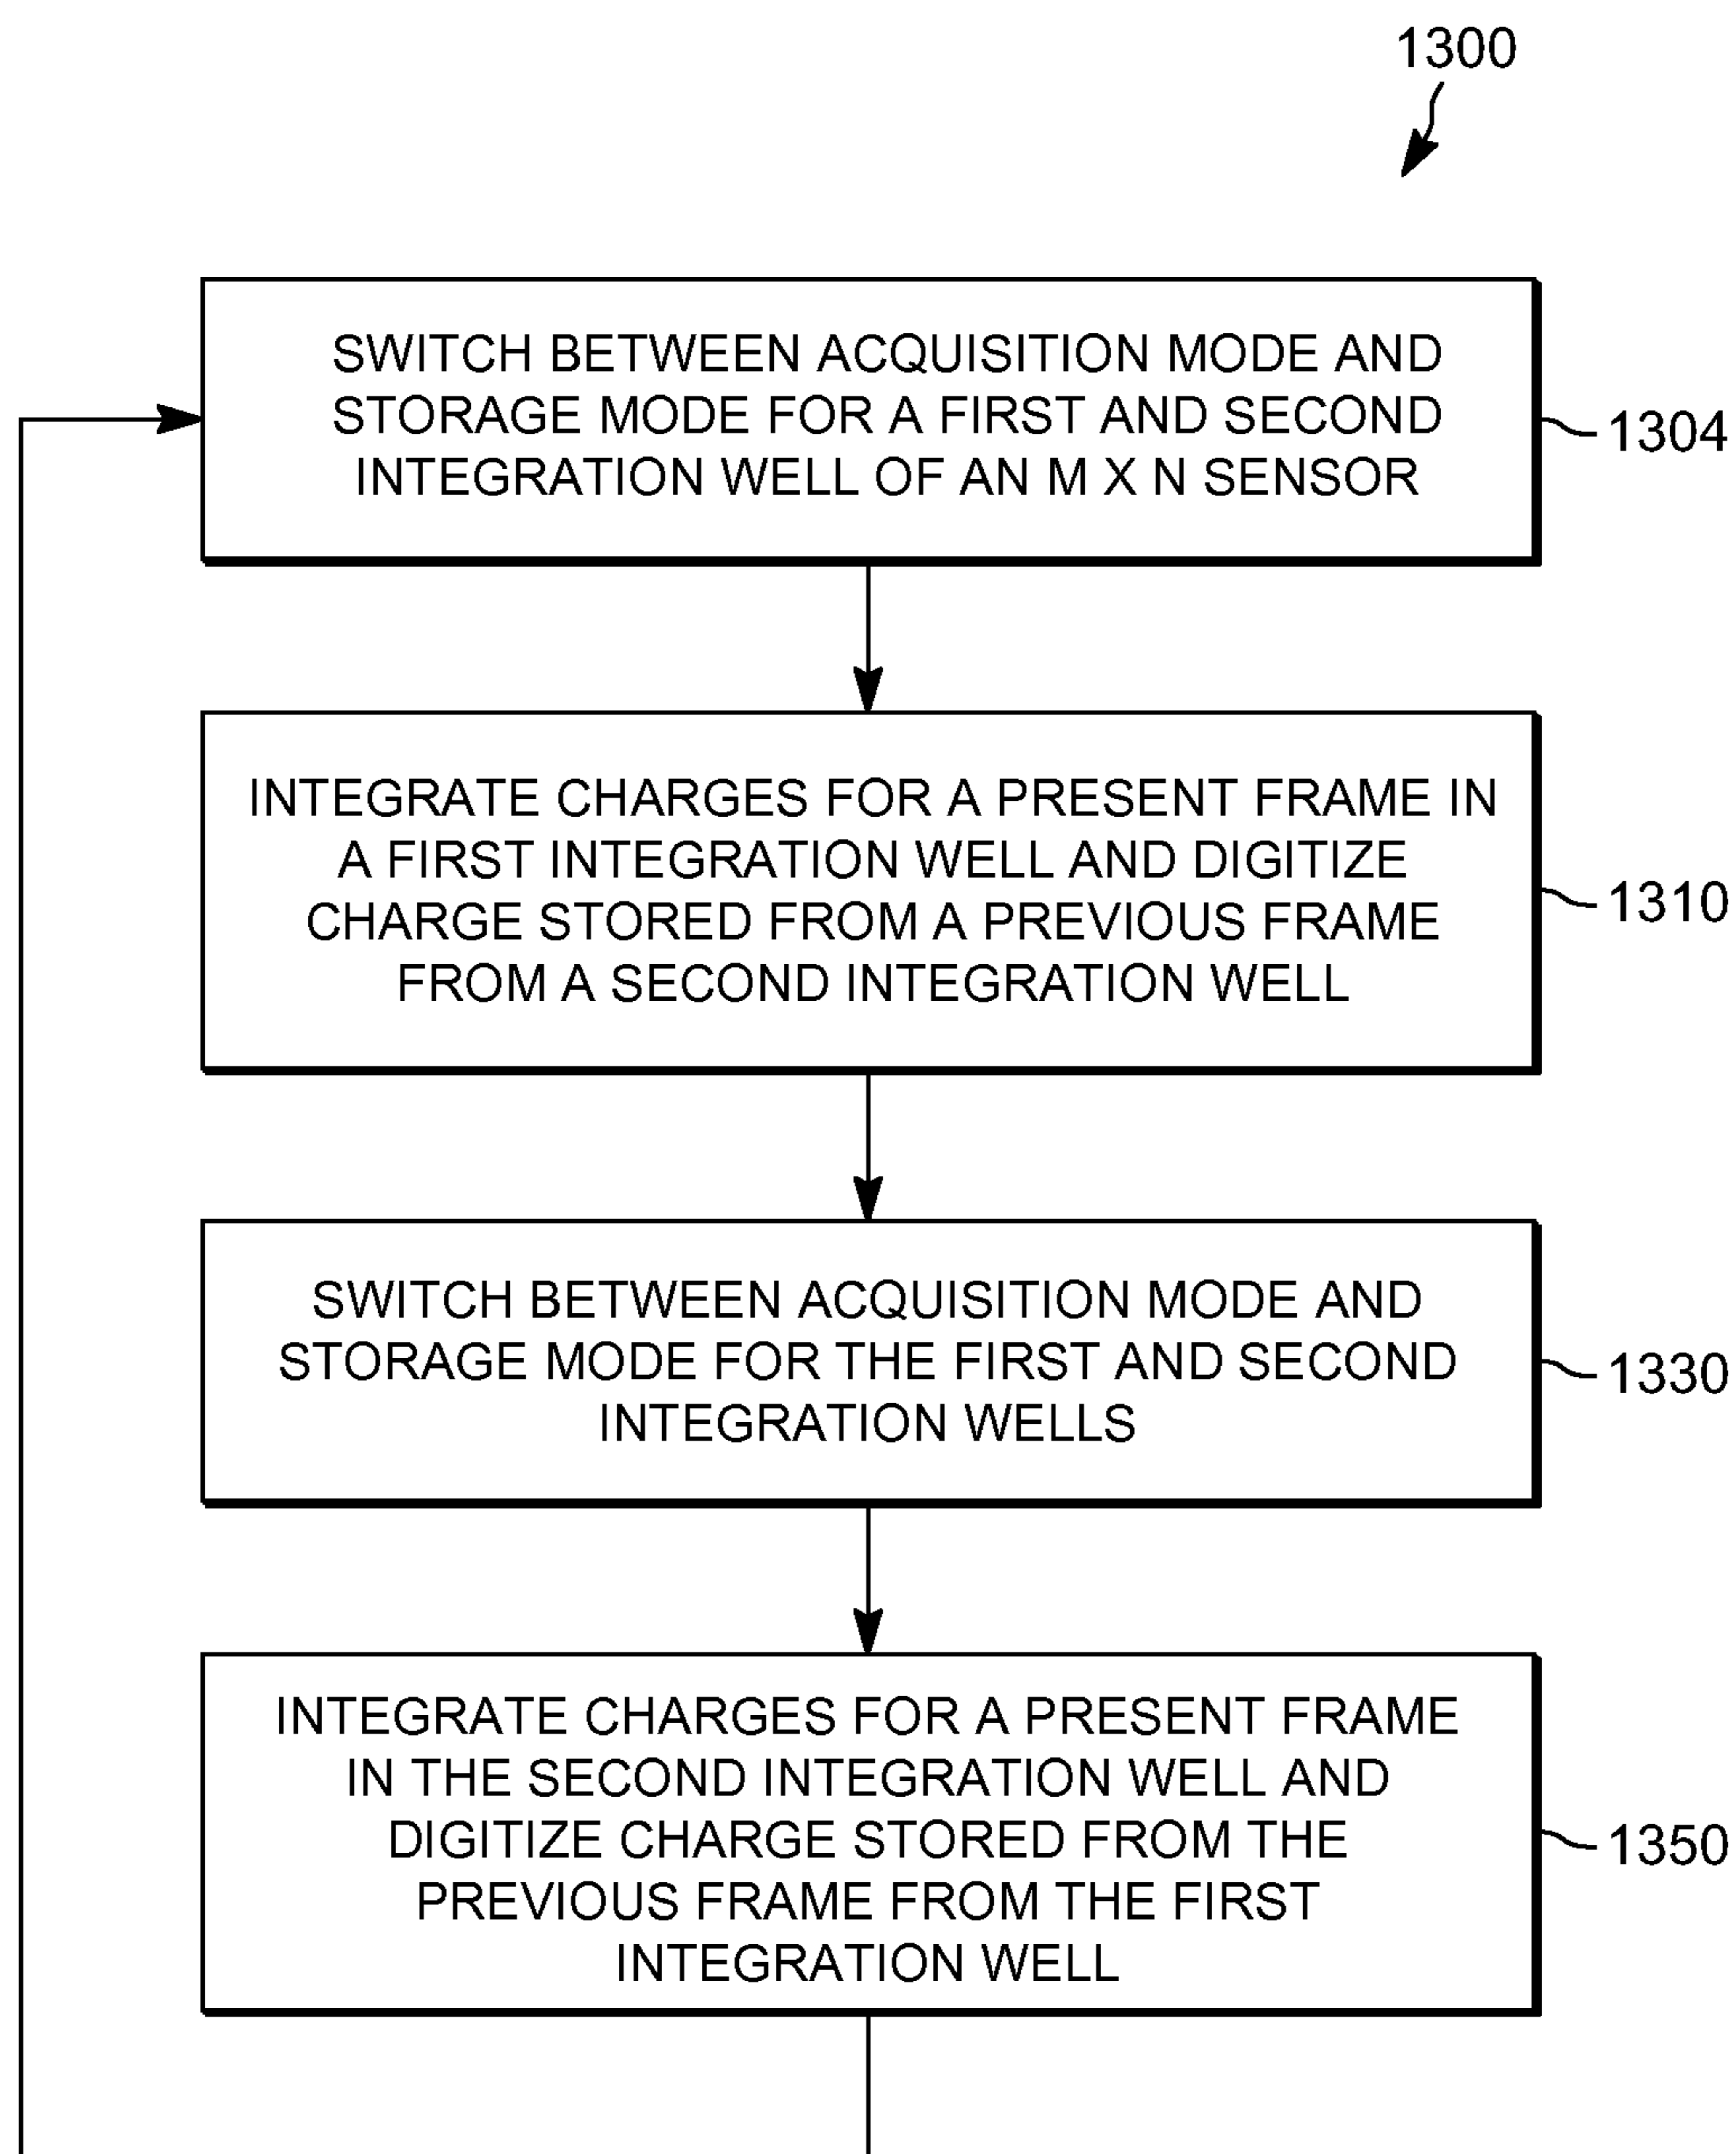 1300
SWITCH BETWEEN ACQUISITION MODE AND
STORAGE MODE FOR A FIRST AND SECOND
INTEGRATION WELL OF AN M X N SENSOR
1304
INTEGRATE CHARGES FOR A PRESENT FRAME IN
A FIRST INTEGRATION WELL AND DIGITIZE
CHARGE STORED FROM A PREVIOUS FRAME
FROM A SECOND INTEGRATION WELL
1310
SWITCH BETWEEN ACQUISITION MODE AND
STORAGE MODE FOR THE FIRST AND SECOND
INTEGRATION WELLS
1330
INTEGRATE CHARGES FOR A PRESENT FRAME
IN THE SECOND INTEGRATION WELL AND
DIGITIZE CHARGE STORED FROM THE
PREVIOUS FRAME FROM THE FIRST
INTEGRATION WELL
1350